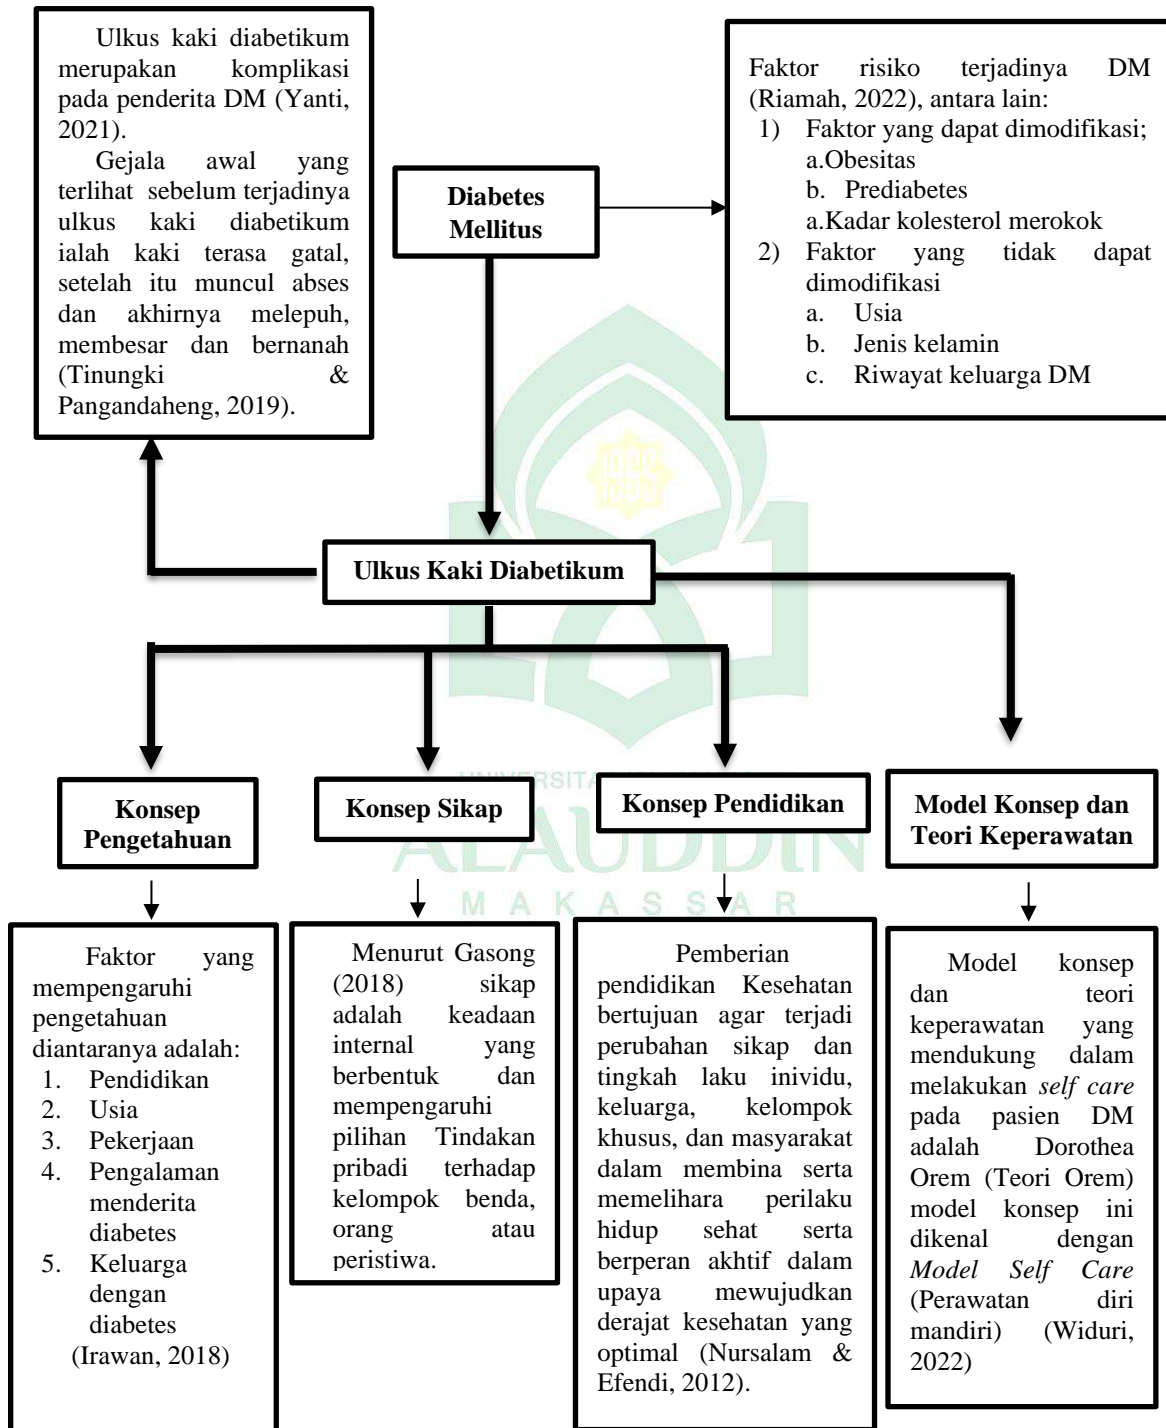 Ulkus kaki diabetikum
merupakan komplikasi
pada penderita DM (Yanti,
2021).
Gejala awal yang
terlihat sebelum terjadinya
ulkus kaki diabetikum
ialah kaki terasa gatal,
setelah itu muncul abses
dan akhirnya melepuh,
membesar dan bernanah
(Tinungki &
Pangandaheng, 2019).
Diabetes
Mellitus
Faktor risiko terjadinya DM
(Riamah, 2022), antara lain:
1) Faktor yang dapat dimodifikasi;
a.Obesitas
b. Prediabetes
a.Kadar kolesterol merokok
2) Faktor yang tidak dapat
dimodifikasi
a. Usia
b. Jenis kelamin
c. Riwayat keluarga DM
Ulkus Kaki Diabetikum
Konsep
Pengetahuan
Konsep Sikap
Konsep Pendidikan
Model Konsep dan
Teori Keperawatan
UNIVERSITA
ALAUDDIN
MAKASSAR
Faktor yang
mempengaruhi
pengetahuan
diantaranya adalah:
1. Pendidikan
2. Usia
3. Pekerjaan
4. Pengalaman
menderita
diabetes
5. Keluarga
dengan
diabetes
(Irawan, 2018)
Menurut Gasong
(2018) sikap
adalah keadaan
internal yang
berbentuk dan
mempengaruhi
pilihan Tindakan
pribadi terhadap
kelompok benda,
orang atau
peristiwa.
Pemberian
pendidikan Kesehatan
bertujuan agar terjadi
perubahan sikap dan
tingkah laku inividu,
keluarga, kelompok
khusus, dan masyarakat
dalam membina serta
memelihara perilaku
hidup sehat serta
berperan akhtif dalam
upaya mewujudkan
derajat kesehatan yang
optimal (Nursalam &
Efendi, 2012).
Model konsep
dan teori
keperawatan yang
mendukung dalam
melakukan self care
pada pasien DM
adalah Dorothea
Orem (Teori Orem)
model konsep ini
dikenal dengan
Model Self Care
(Perawatan diri
mandiri) (Widuri,
2022)